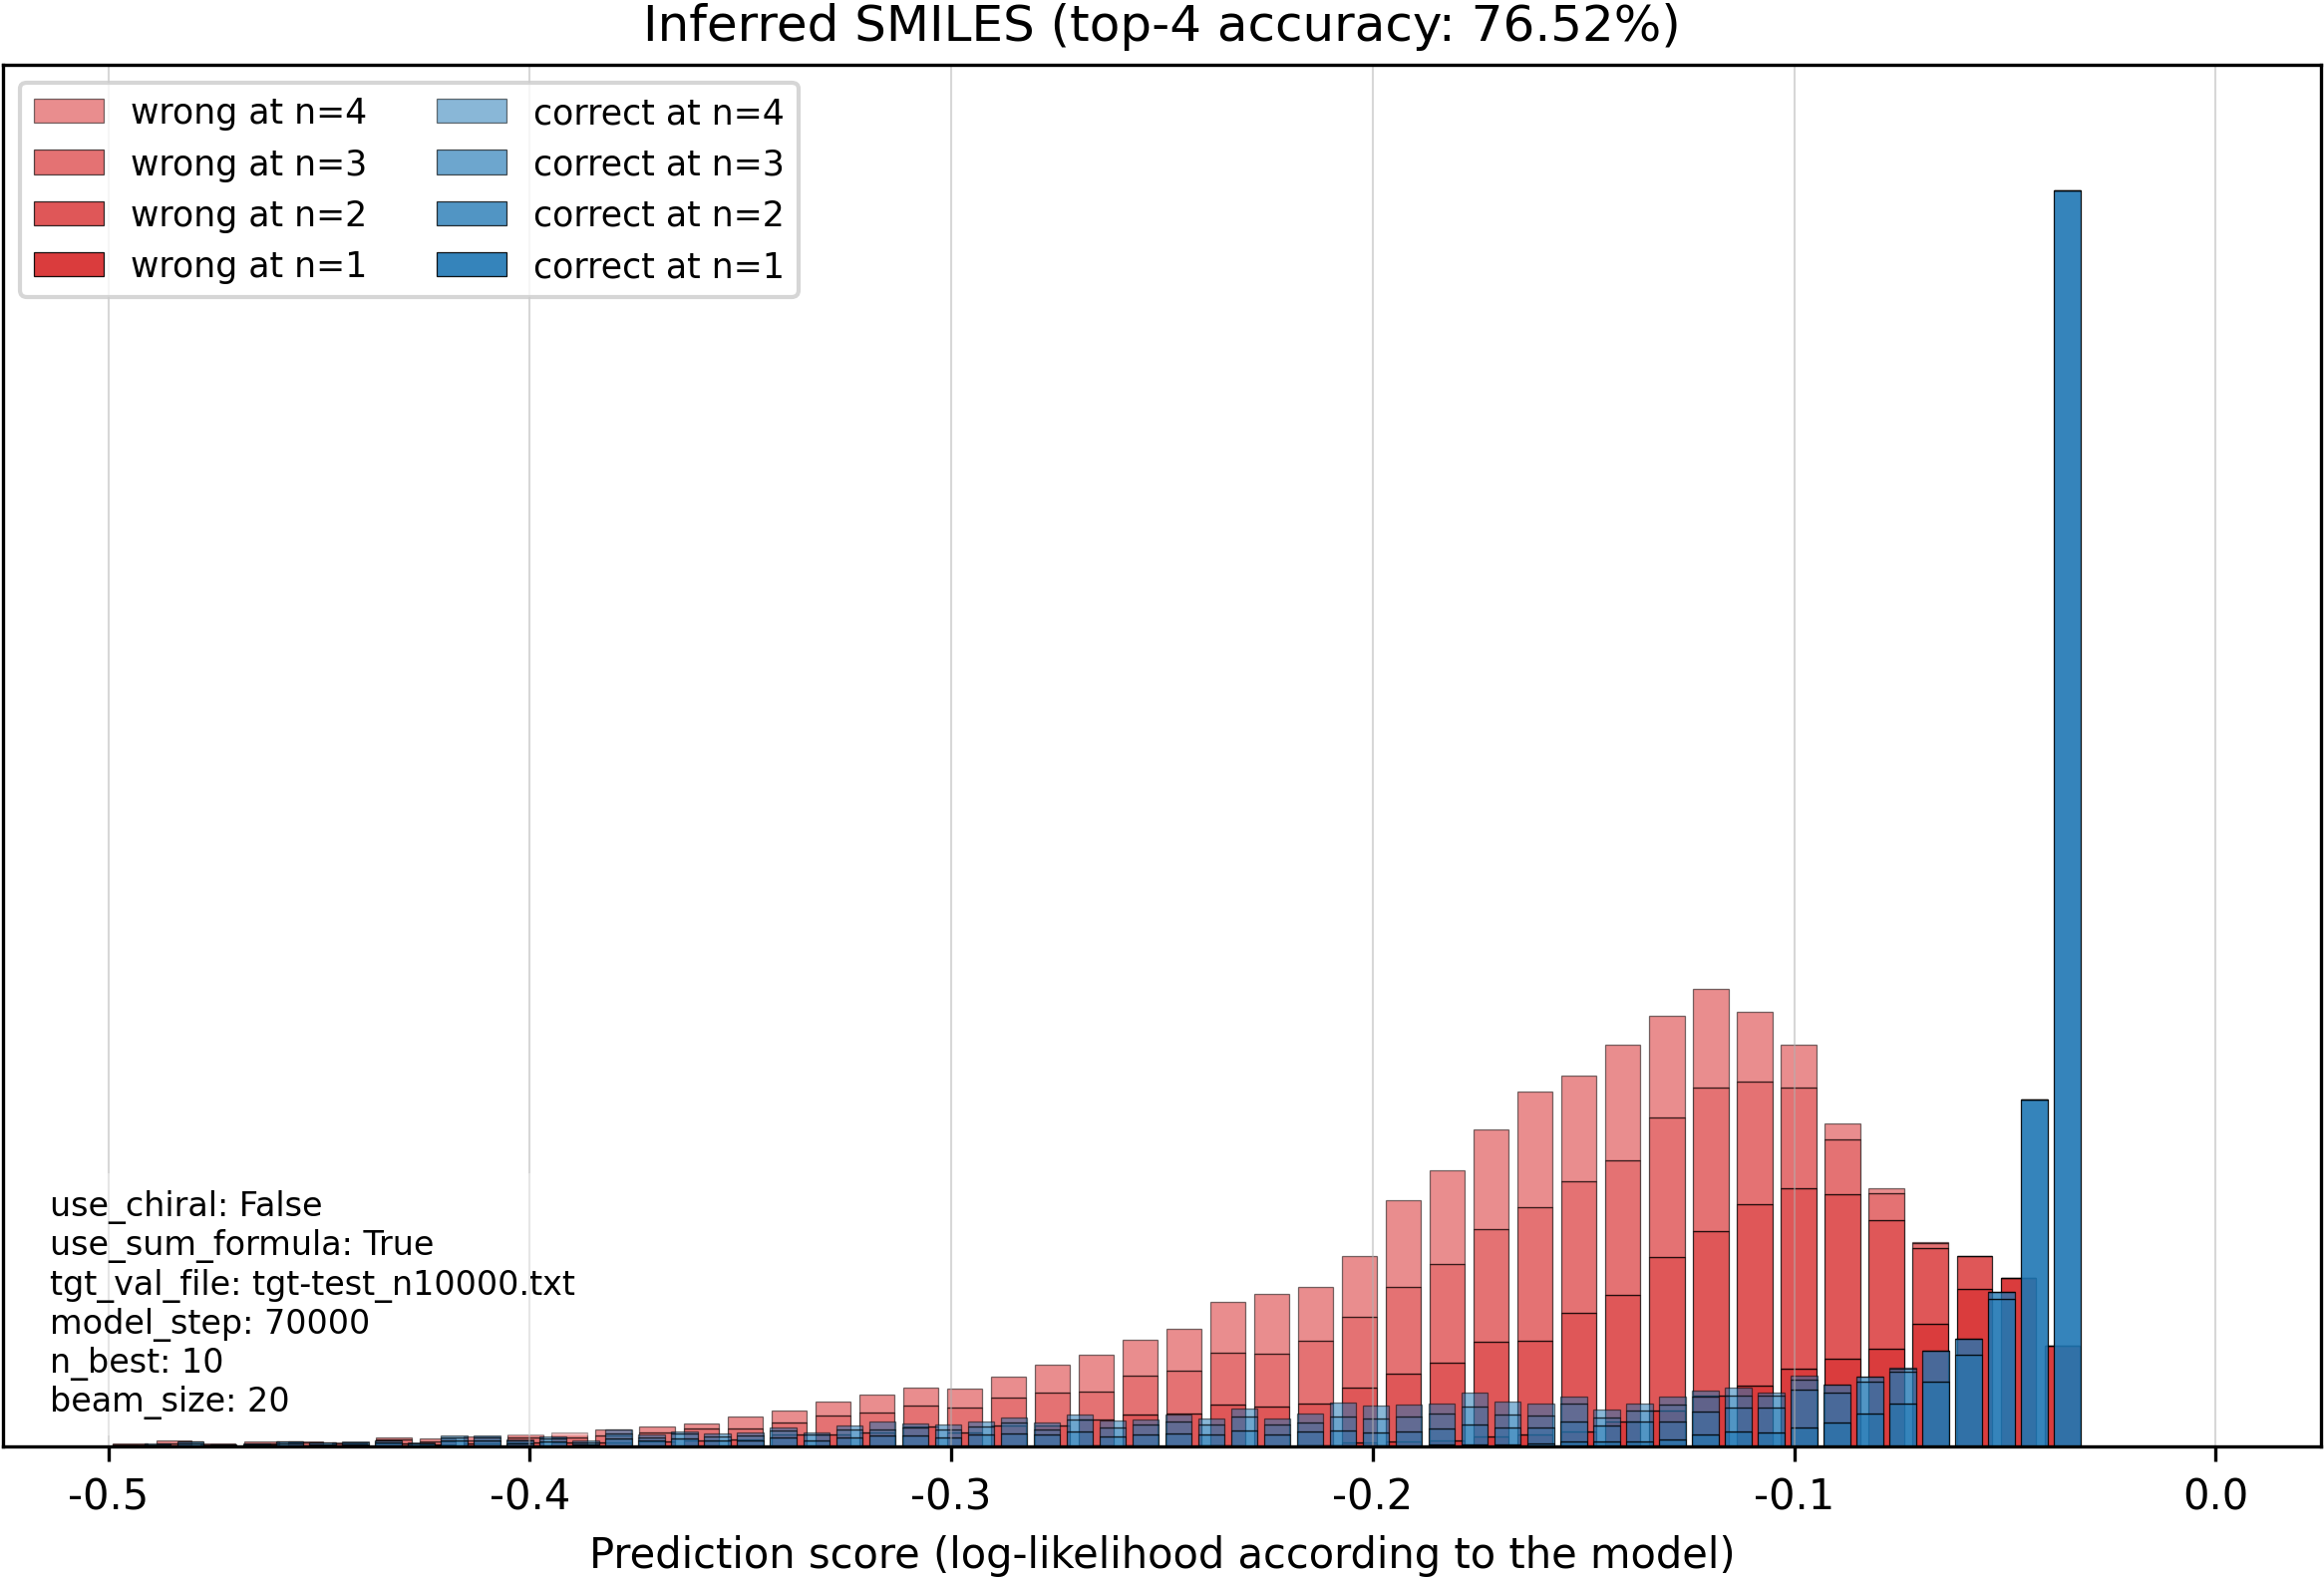 Inferred SMILES (top-4 accuracy: 76.52%)
wrong at n=4
wrong at n=3
wrong at n=2
wrong at n=1
correct at n=4
correct at n=3
correct at n=2
correct at n=1
use_chiral: False
use_sum_formula: True
tgt_val_file: tgt-test_n10000.txt
model_step: 70000
n_best: 10
beam_size: 20
-0.5
-0.4
-0.3
-0.2
-0.1
0.0
Prediction score (log-likelihood according to the model)